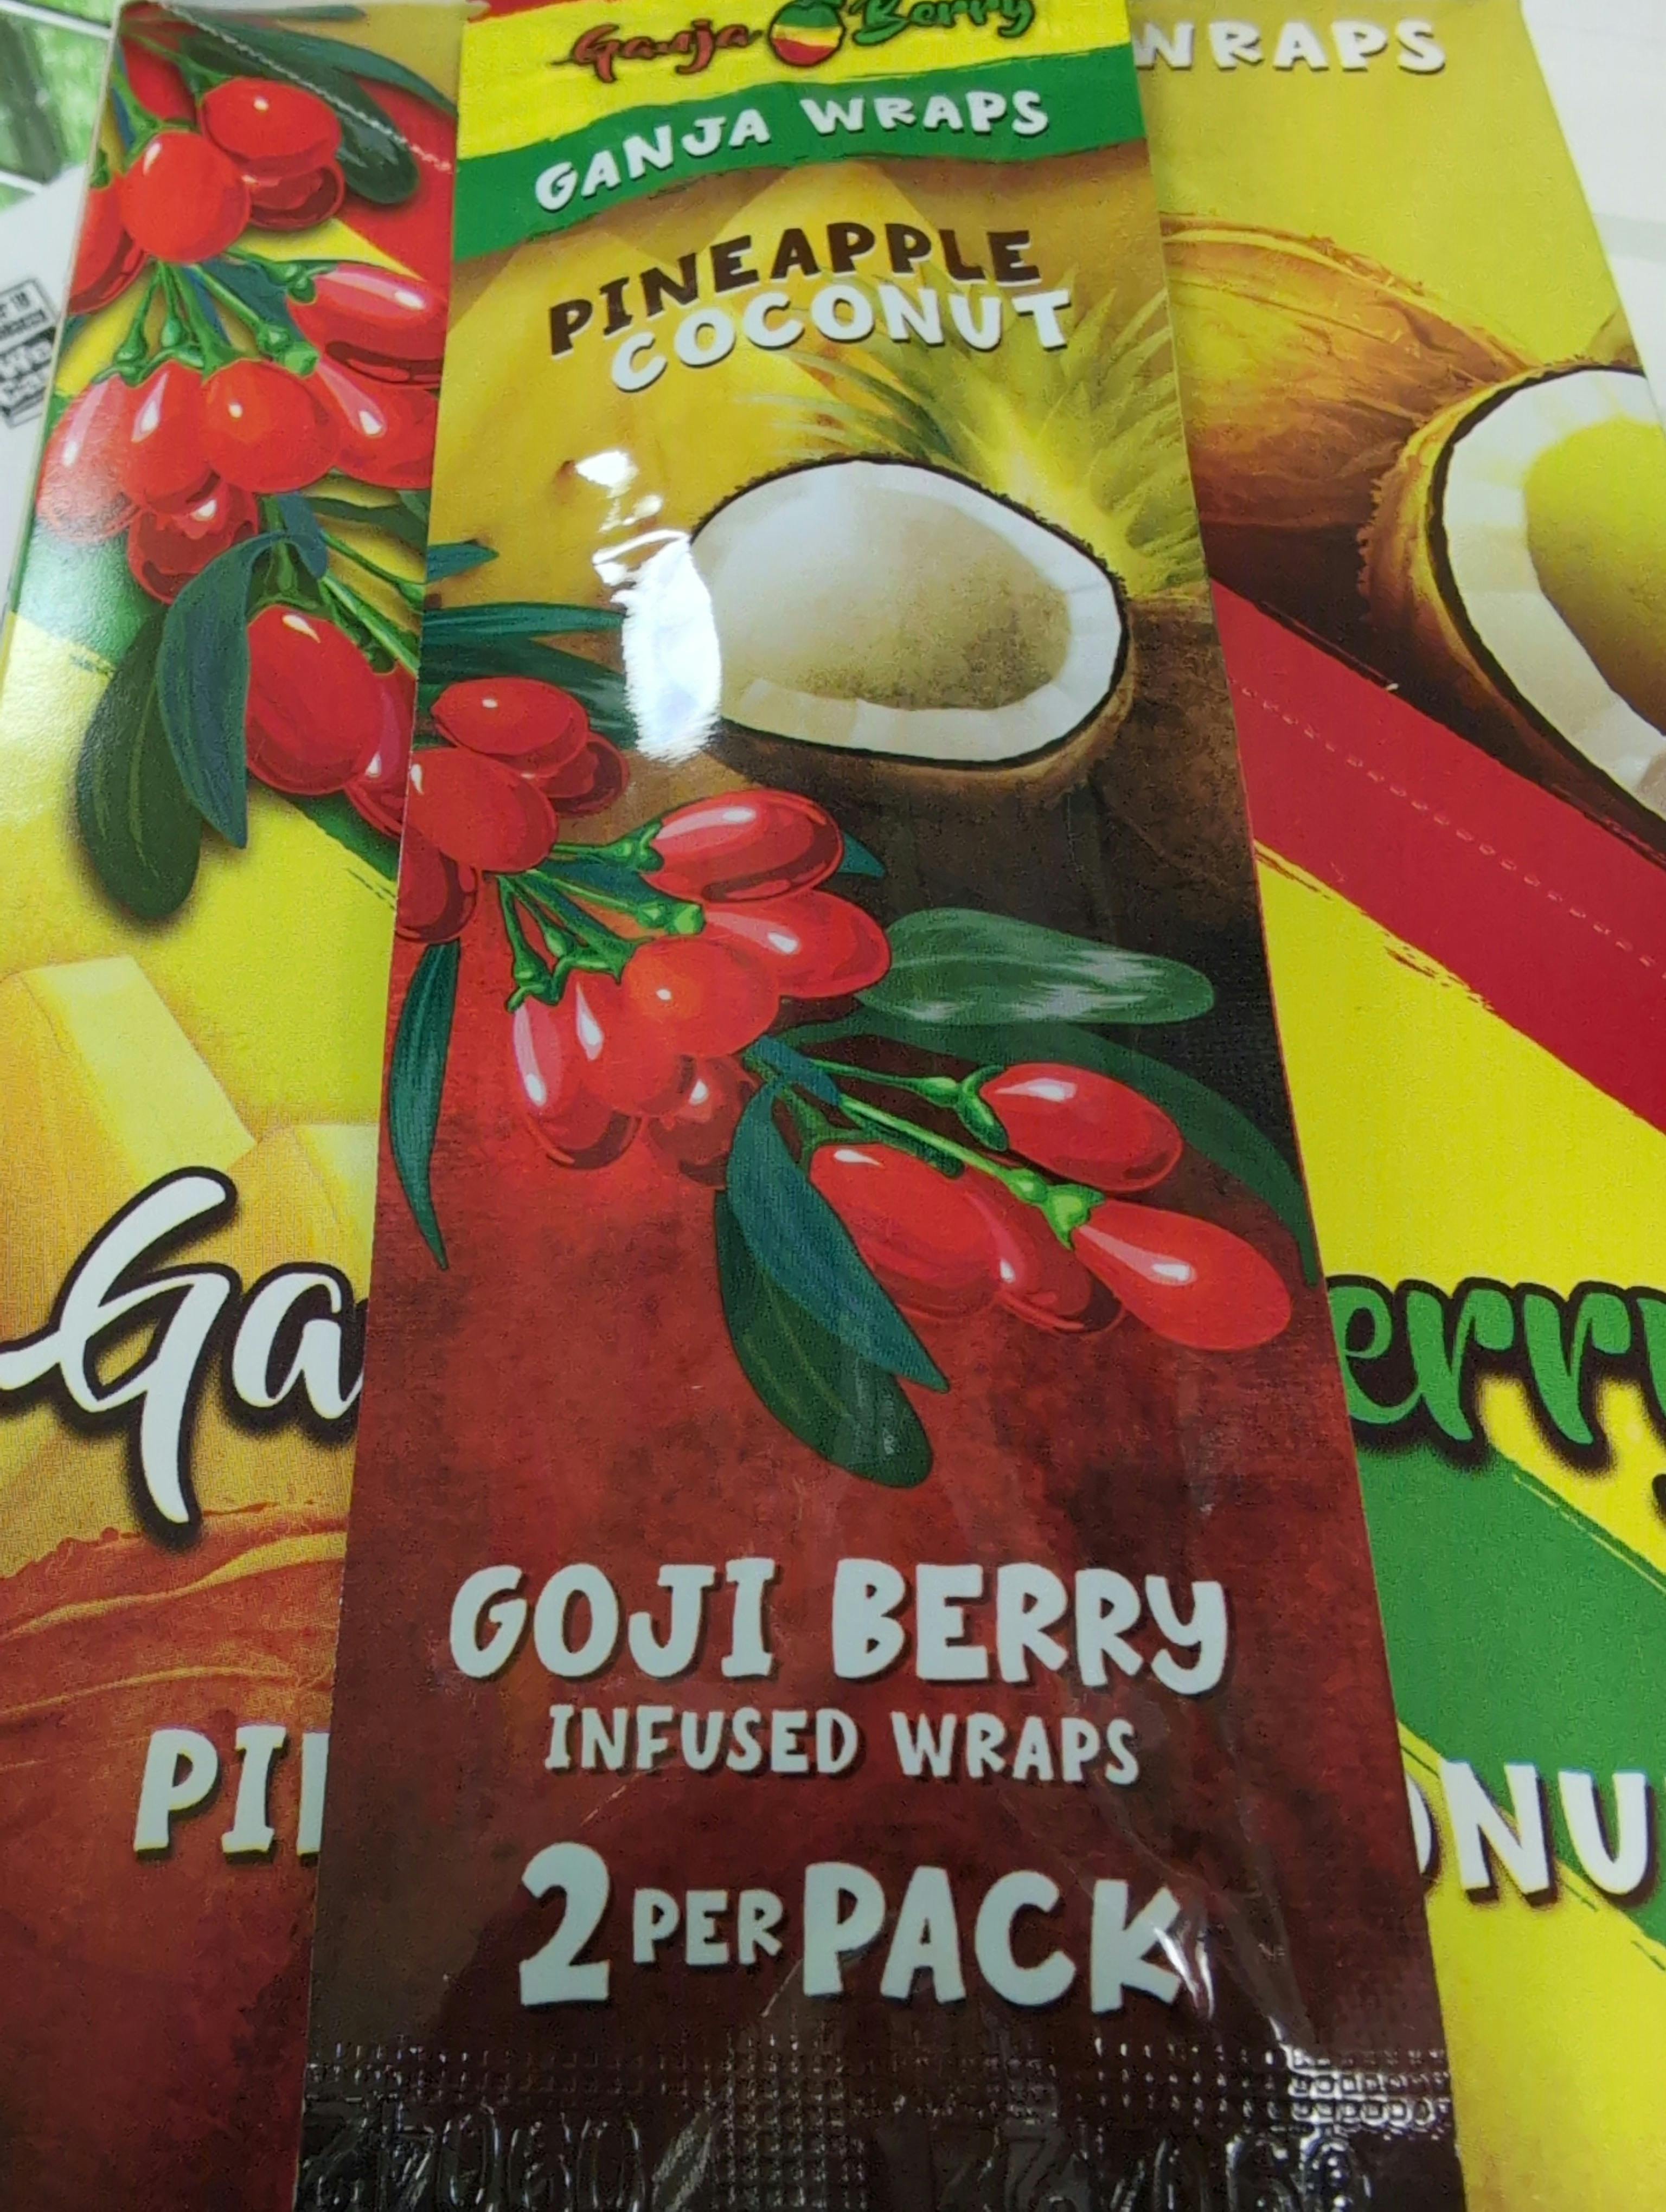 Ganja Berry
GANJA WRAPS
PINEAPPLE
COCONUT
GOJI BERRY
INFUSED WRAPS
2 PER PACK
WRAPS
Ga
erry
PI
ONU